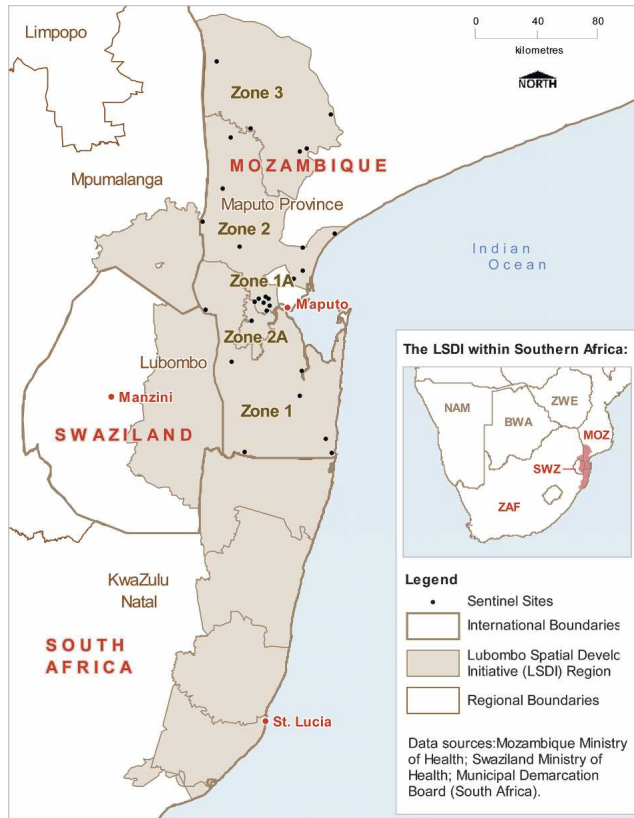 Limpopo
0 40 80
kilometres
NORTH
Zone 3
MOZAMBIQUE
Mpumalanga
Maputo Province
Zone 2
Indian
Ocean
Zone 1A
Maputo
Zone 2A
Lubombo
Manzini
Zone 1
SWAZILAND
KwaZulu
Natal
SOUTH
AFRICA
St. Lucia
The LSDI within Southern Africa:
ZWE
NAM
BWA
MOZ
SWZ
ZAF
Legend
Sentinel Sites
International Boundaries
Lubombo Spatial Develc
Initiative (LSDI) Region
Regional Boundaries
Data sources:Mozambique Ministry
of Health; Swaziland Ministry of
Health; Municipal Demarcation
Board (South Africa).